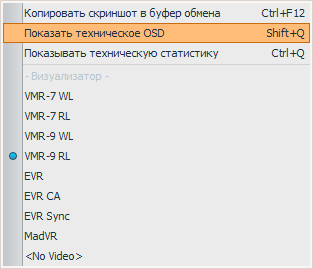 Копировать скриншот в буфер обмена Ctrl+F12
Показать техническое OSD Shift+Q
Показывать техническую статистику Ctrl+Q
- Визуализатор -
VMR-7 WL
VMR-7 RL
VMR-9 WL
VMR-9 RL
EVR
EVR CA
EVR Sync
MadVR
<No Video>